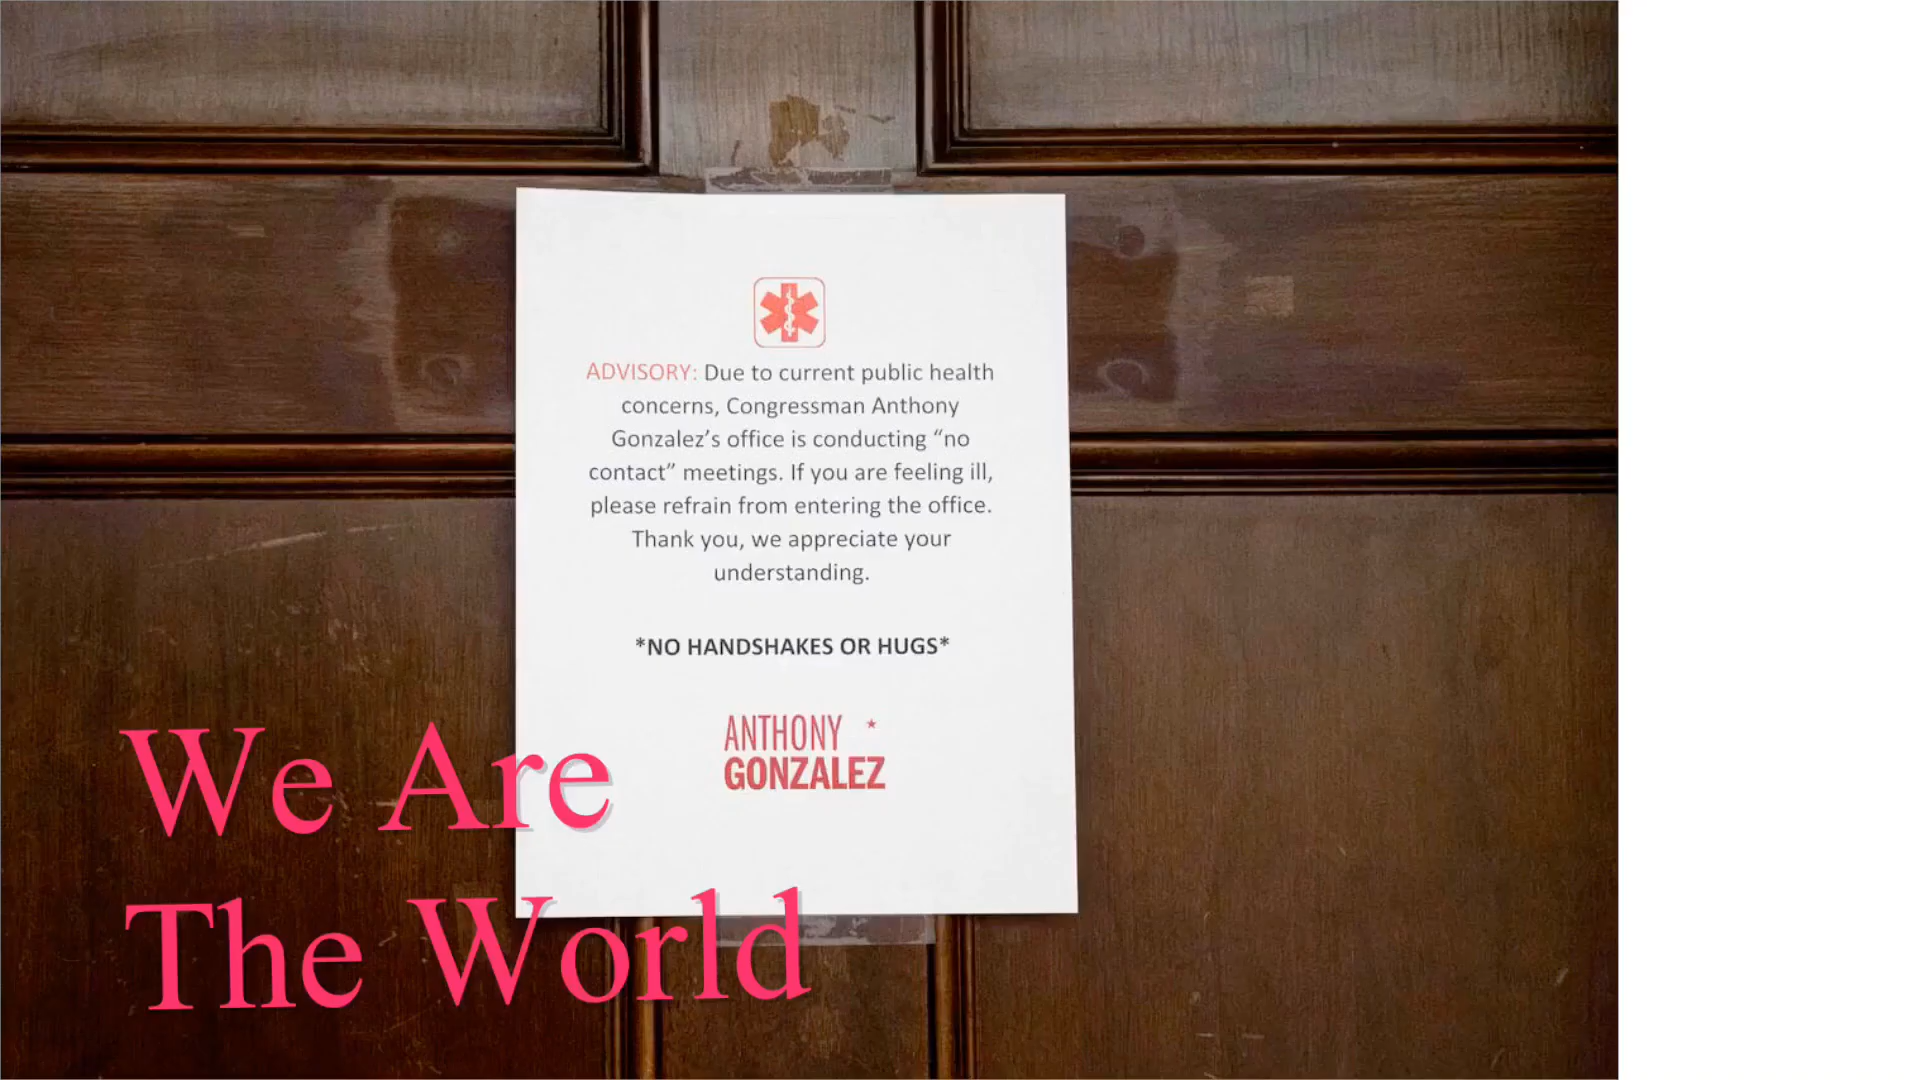 ADVISORY: Due to current public health
concerns, Congressman Anthony
Gonzalez’s office is conducting “no
contact” meetings. If you are feeling ill,
please refrain from entering the office.
Thank you, we appreciate your
understanding.
*NO HANDSHAKES OR HUGS*
ANTHONY
GONZALEZ
We Are
The World